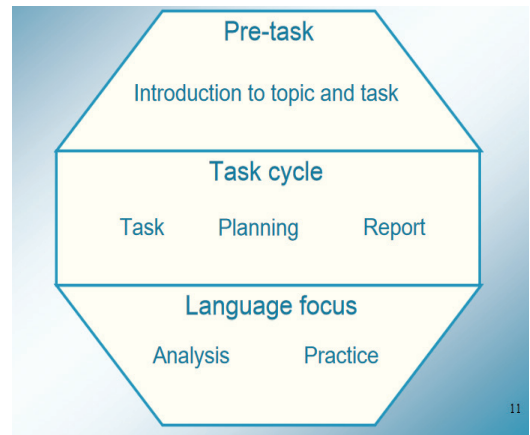 Pre-task
Introduction to topic and task
Task cycle
Task Planning Report
Language focus
Analysis Practice
11